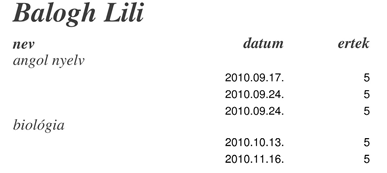 Balogh Lili
nev datum ertek
angol nyelv
2010.09.17. 5
2010.09.24. 5
2010.09.24. 5
biológia
2010.10.13. 5
2010.11.16. 5